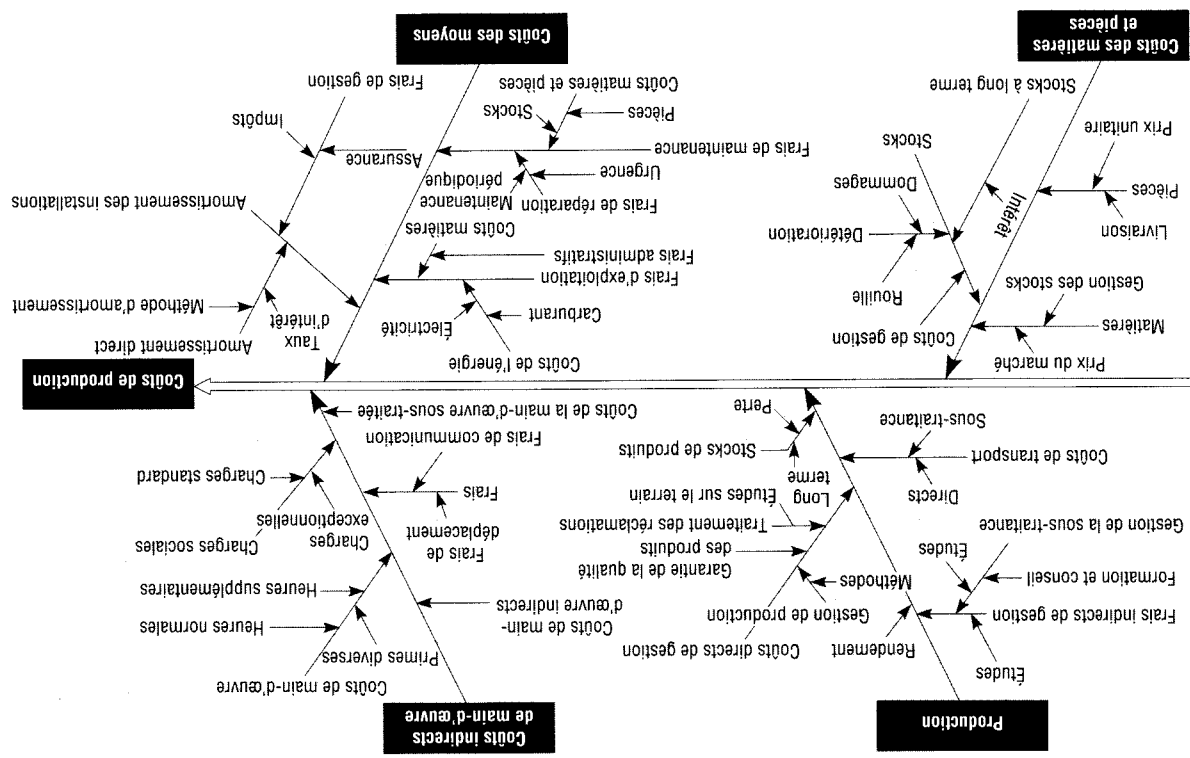 Production
Coûts indirects
de main-d'œuvre
Études
Rendement
Coûts directs de gestion
Coûts de main-d'œuvre
Primes diverses
Frais indirects de gestion
Gestion de production
Coûts de main-
d'œuvre indirects
Heures normales
Formation et conseil
Méthodes
Heures supplémentaires
Études
Garantie de la qualité
des produits
Gestion de la sous-traitance
Traitement des réclamations
Études sur le terrain
Frais de
déplacement
Charges sociales
Charges
exceptionnelles
Directs
Long
terme
Frais
Charges standard
Coûts de transport
Stocks de produits
Frais de communication
Sous-traitance
Perte
Coûts de la main-d'œuvre sous-traitée
Coûts de production
Prix du marché
Coûts de l'énergie
Amortissement direct
Matières
Coûts de gestion
Carburant
Électricité
Taux
d'intérêt
Méthode d'amortissement
Gestion des stocks
Rouille
Frais d'exploitation
Frais administratifs
Livraison
Détérioration
Coûts matières
Pièces
Intérêt
Dommages
Frais de réparation
Maintenance
périodique
Amortissement des installations
Urgence
Prix unitaire
Stocks
Frais de maintenance
Assurance
Impôts
Pièces
Stocks
Stocks à long terme
Coûts matières et pièces
Frais de gestion
Coûts des matières
et pièces
Coûts des moyens